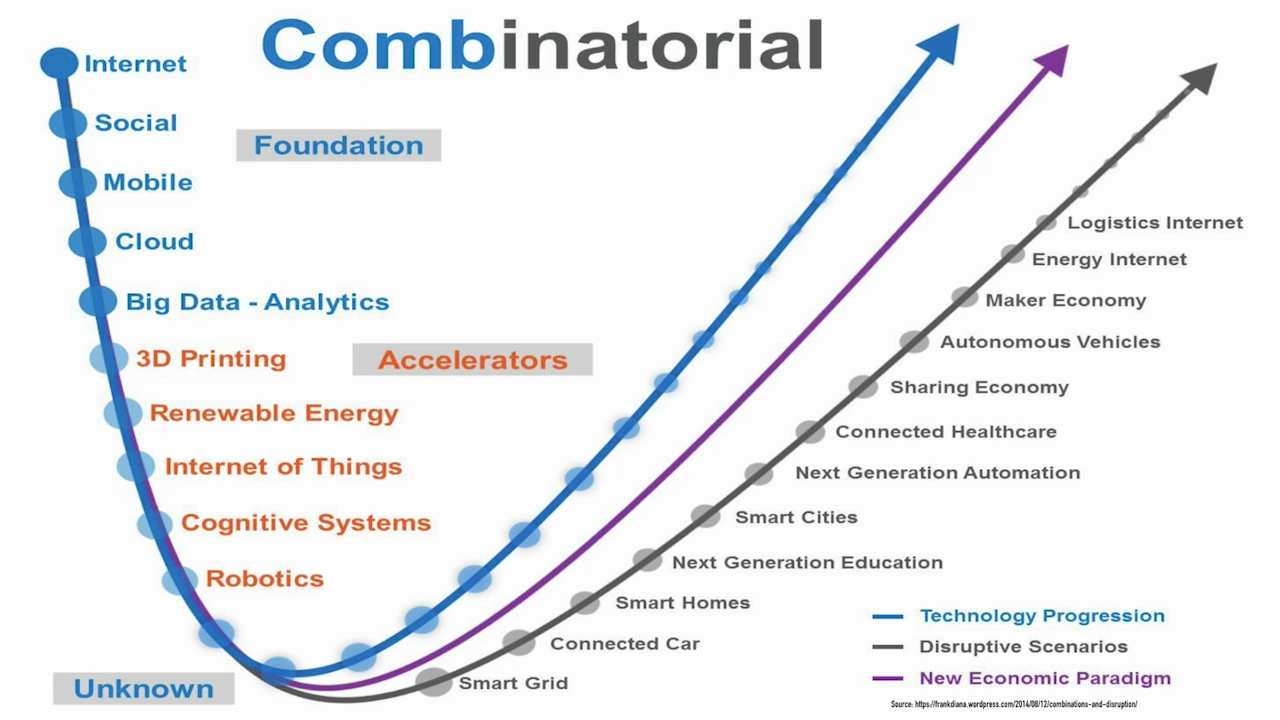 Combinatorial
Internet
Social
Foundation
Mobile
Cloud
Big Data - Analytics
3D Printing
Accelerators
Renewable Energy
Internet of Things
Cognitive Systems
Robotics
Unknown
Logistics Internet
Energy Internet
Maker Economy
Autonomous Vehicles
Sharing Economy
Connected Healthcare
Next Generation Automation
Smart Cities
Next Generation Education
Smart Homes
Connected Car
Smart Grid
Technology Progression
Disruptive Scenarios
New Economic Paradigm
Source: https://frankdiana.wordpress.com/2014/08/12/combinations-and-disruption/